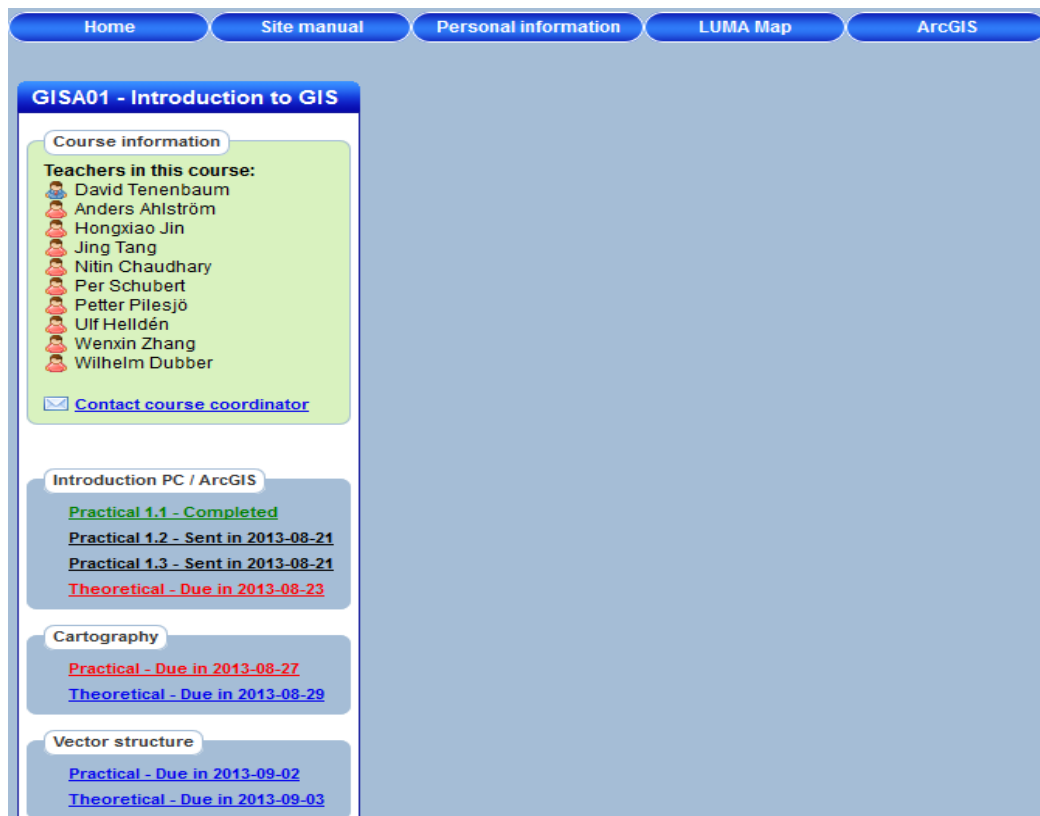 Home Site manual Personal information LUMA Map ArcGIS
GISA01 - Introduction to GIS
Course information
Teachers in this course:
David Tenenbaum
Anders Ahlström
Hongxiao Jin
Jing Tang
Nitin Chaudhary
Per Schubert
Petter Pilesjö
Ulf Helldén
Wenxin Zhang
Wilhelm Dubber
Contact course coordinator
Introduction PC / ArcGIS
Practical 1.1 - Completed
Practical 1.2 - Sent in 2013-08-21
Practical 1.3 - Sent in 2013-08-21
Theoretical - Due in 2013-08-23
Cartography
Practical - Due in 2013-08-27
Theoretical - Due in 2013-08-29
Vector structure
Practical - Due in 2013-09-02
Theoretical - Due in 2013-09-03